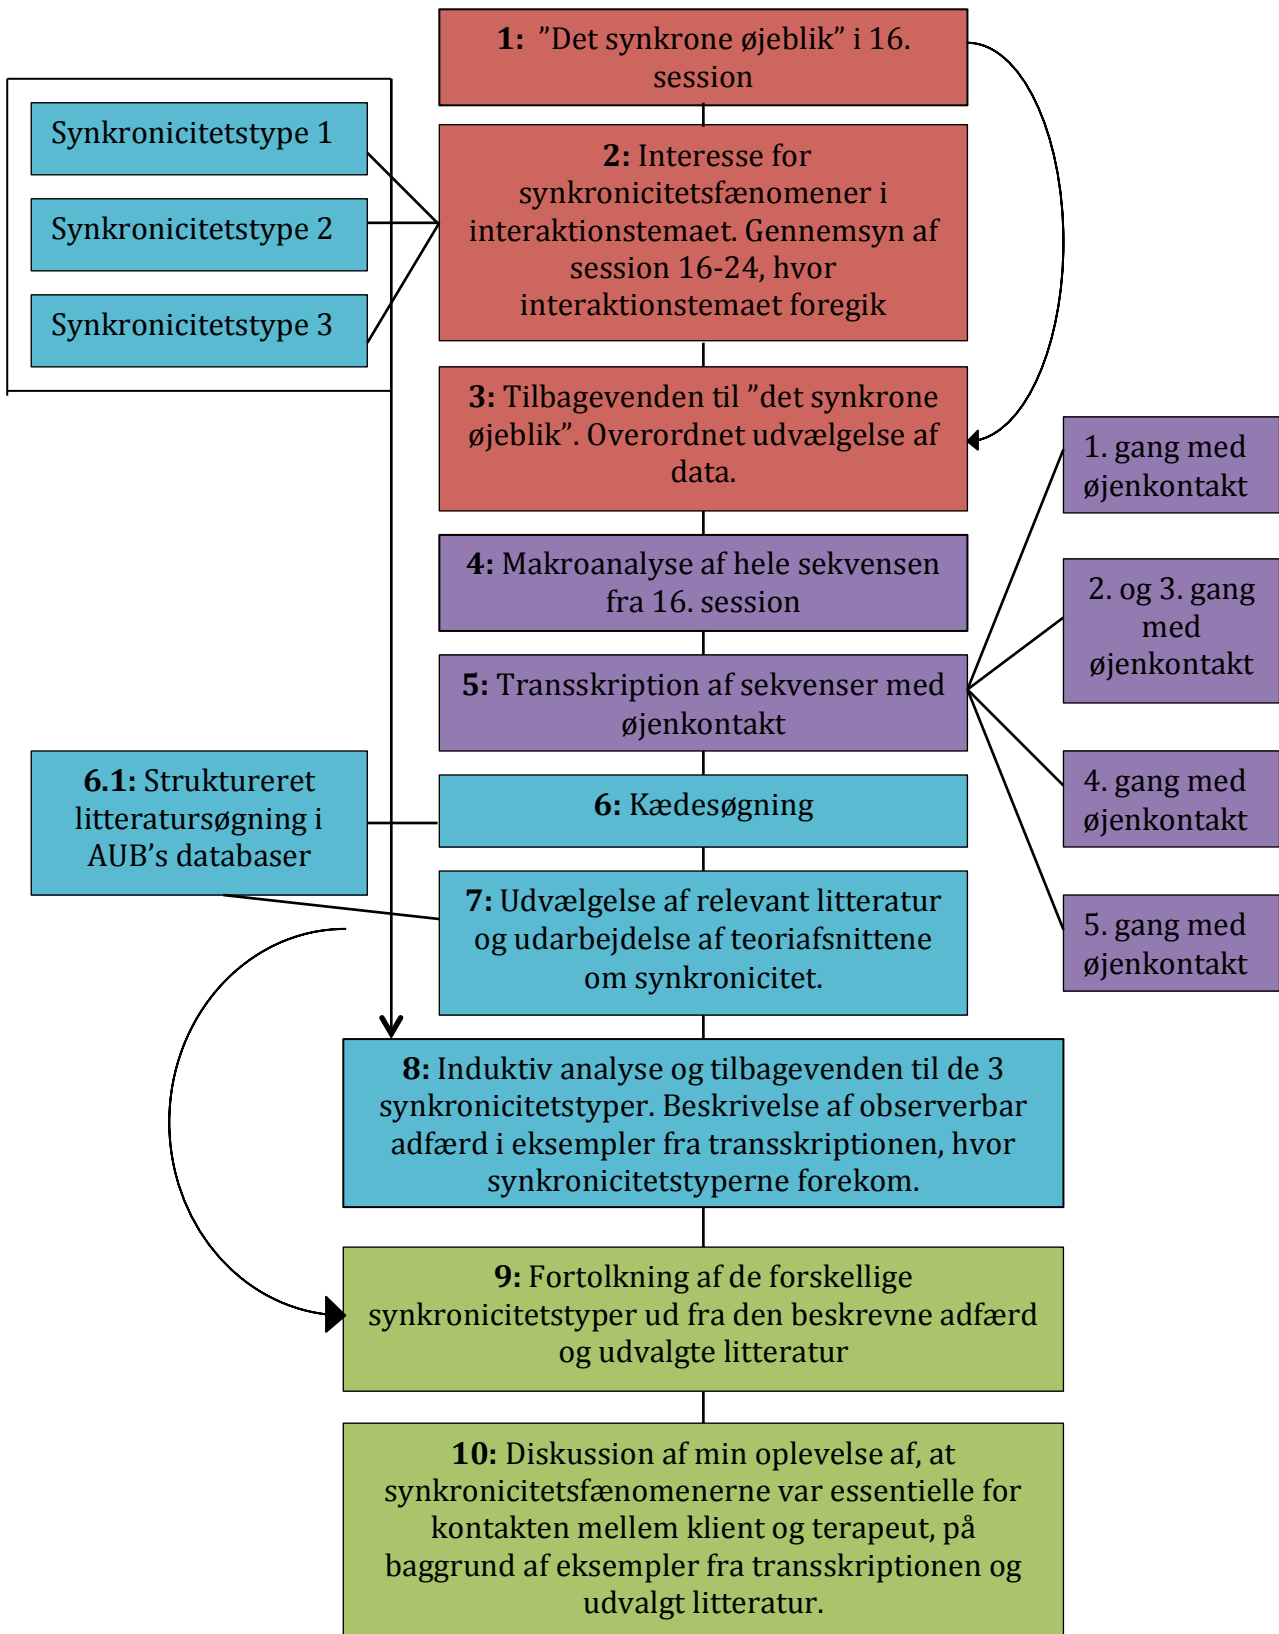 1: ”Det synkrone øjeblik” i 16.
session
Synkronicitetstype 1
Synkronicitetstype 2
Synkronicitetstype 3
2: Interesse for
synkronicitetsfænomener i
interaktionstemaet. Gennemsyn af
session 16-24, hvor
interaktionstemaet foregik
3: Tilbagevenden til ”det synkrone
øjeblik”. Overordnet udvælgelse af
data.
4: Makroanalyse af hele sekvensen
fra 16. session
5: Transskription af sekvenser med
øjenkontakt
1. gang med
øjenkontakt
2. og 3. gang
med
øjenkontakt
4. gang med
øjenkontakt
5. gang med
øjenkontakt
6.1: Struktureret
litteratursøgning i
AUB’s databaser
6: Kædesøgning
7: Udvælgelse af relevant litteratur
og udarbejdelse af teoriafsnittene
om synkronicitet.
8: Induktiv analyse og tilbagevenden til de 3
synkronicitetstyper. Beskrivelse af observerbar
adfærd i eksempler fra transskriptionen, hvor
synkronicitetstyperne forekom.
9: Fortolkning af de forskellige
synkronicitetstyper ud fra den beskrevne adfærd
og udvalgte litteratur
10: Diskussion af min oplevelse af, at
synkronicitetsfænomenerne var essentielle for
kontakten mellem klient og terapeut, på
baggrund af eksempler fra transskriptionen og
udvalgt litteratur.